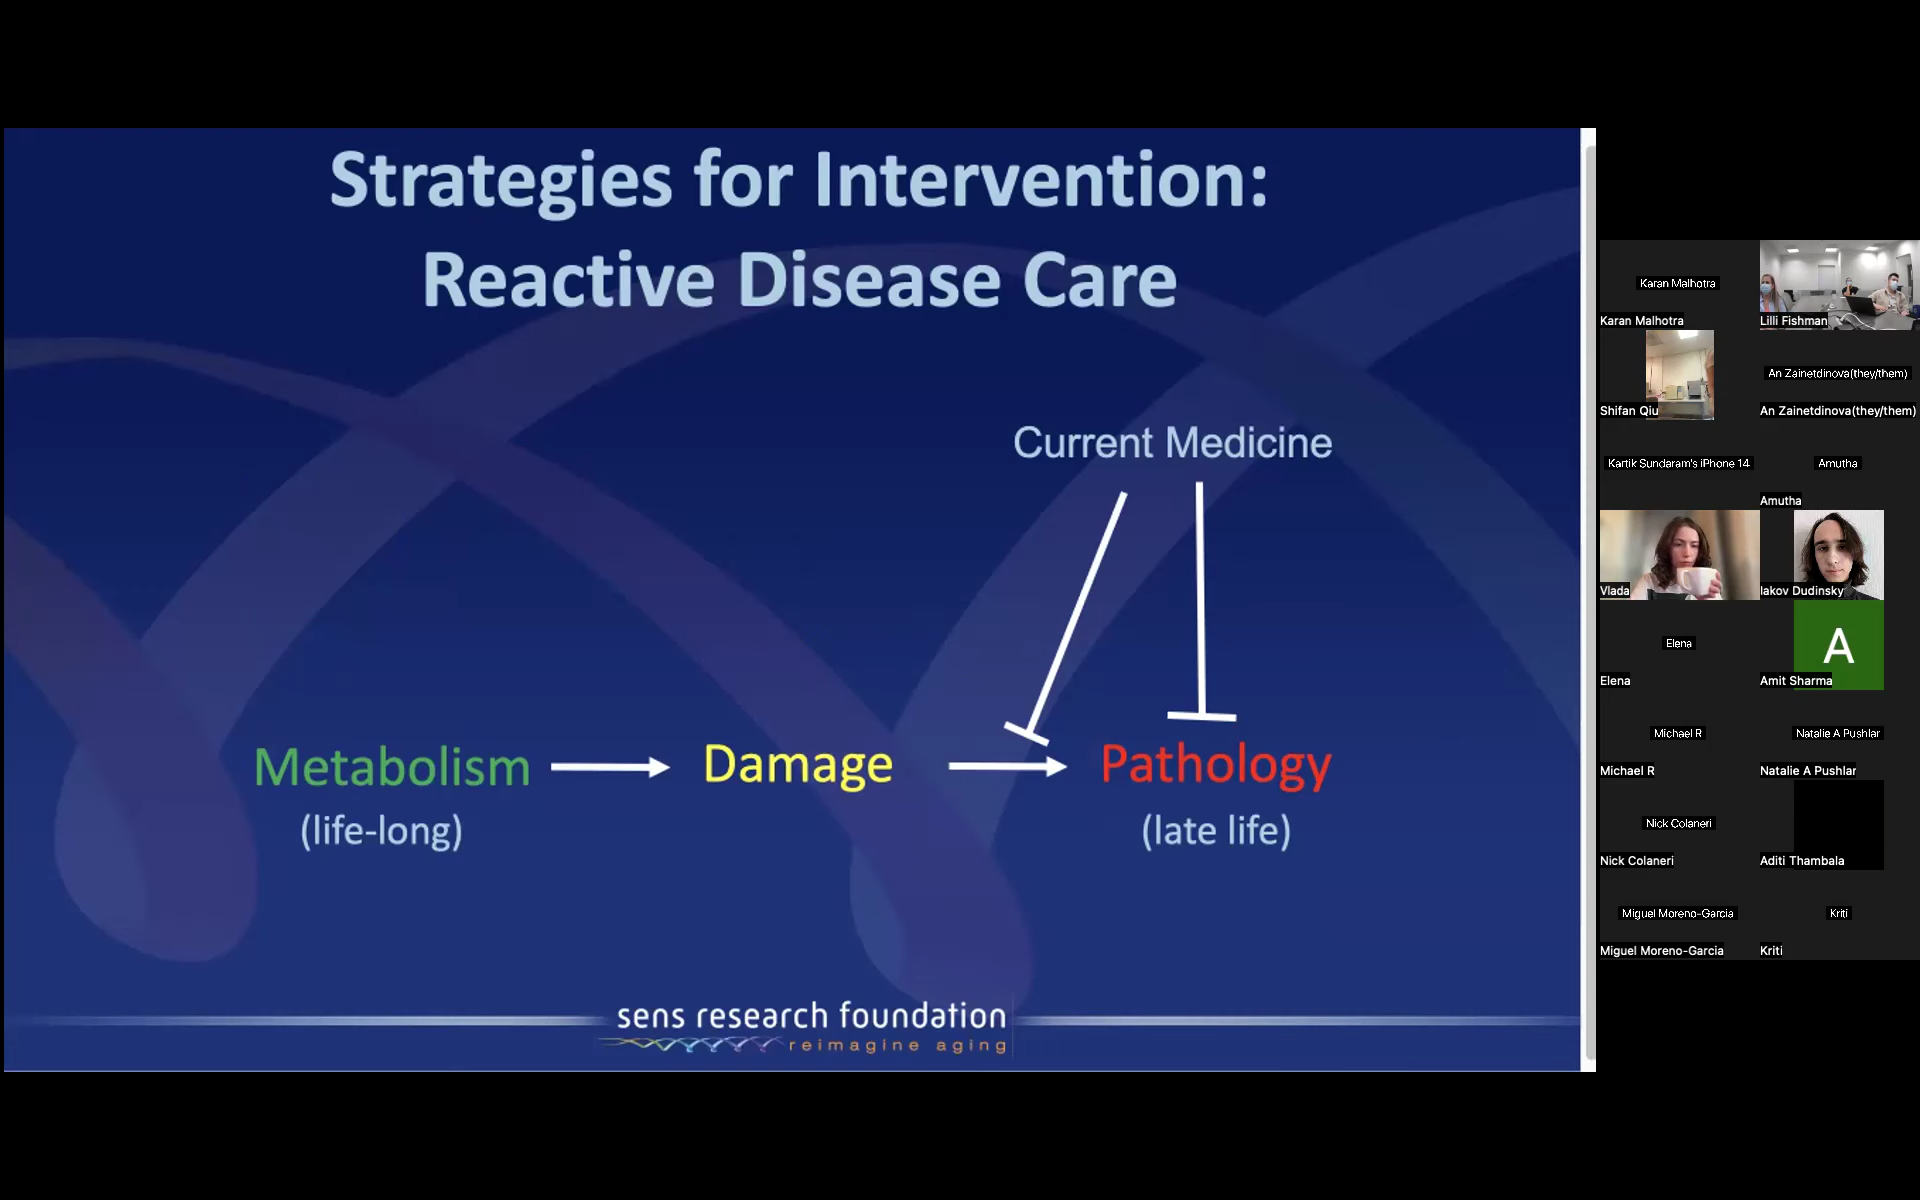 Strategies for Intervention:
Reactive Disease Care
Current Medicine
Metabolism
Damage
Pathology
(life-long)
(late life)
sens research foundation
reimagine aging
Karan Malhotra
Karan Malhotra
Lilli Fishman
Shifan Qiu
An Zainetdinova(they/them)
An Zainetdinova(they/them)
Kartik Sundaram's iPhone 14
Amutha
Amutha
Vlada
Iakov Dudinsky
Elena
Elena
A
Amit Sharma
Michael R
Michael R
Natalie A Pushlar
Natalie A Pushlar
Nick Colaneri
Nick Colaneri
Aditi Thambala
Miguel Moreno-Garcia
Miguel Moreno-Garcia
Kriti
Kriti